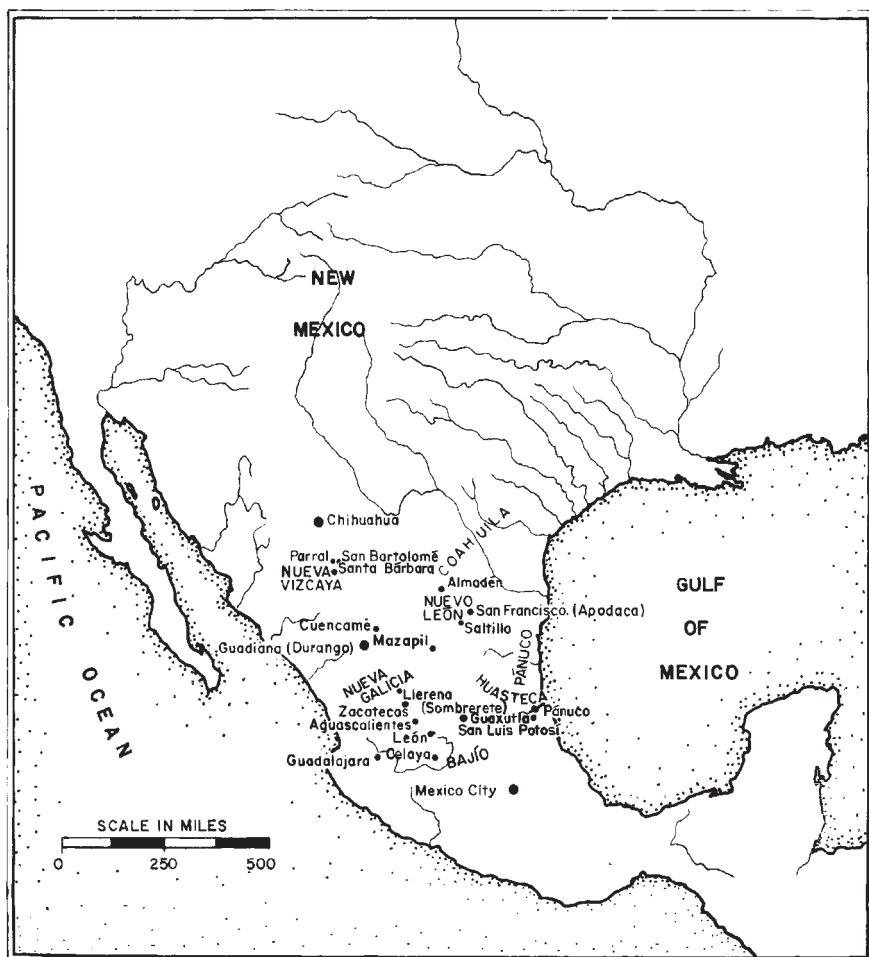 NEW
MEXICO
PACIFIC OCEAN
Chihuahua
COAHUILA
Parral
San Bartolomé
NUEVA
VIZCAYA
Santa Bárbara
Almadén
GULF
OF
MEXICO
NUEVO
LEÓN
San Francisco. (Apodaca)
Saltillo
Cuencamé
Guadiana (Durango)
Mazapil
PÁNUCO
NUEVA
GALICIA
HUASTECA
Llerena
(Sombrerete)
Zacatecas
Pánuco
Aguascalientes
Guaxutla
San Luis Potosí
León
Guadalajara
Celaya
BAJÍO
Mexico City
SCALE IN MILES
0 250 500